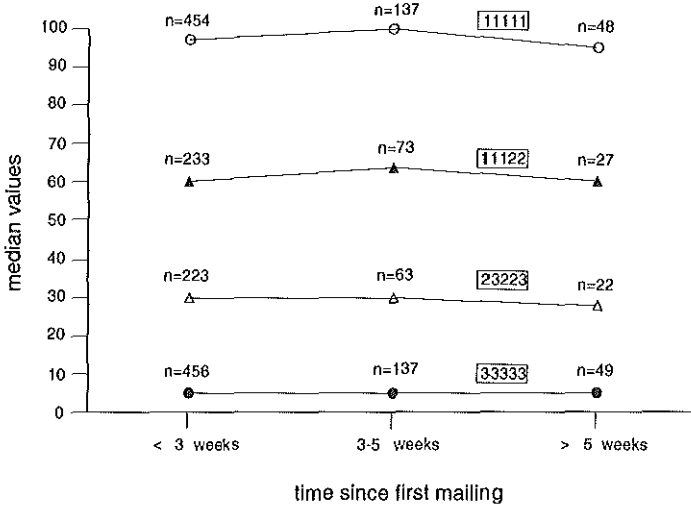 n=454
n=137
11111
n=48
100
90
80
70
n=233
n=73
11122
n=27
60
50
40
n=223
n=63
23223
n=22
30
20
n=456
n=137
33333
n=49
10
0
median values
< 3 weeks
3-5 weeks
> 5 weeks
time since first mailing